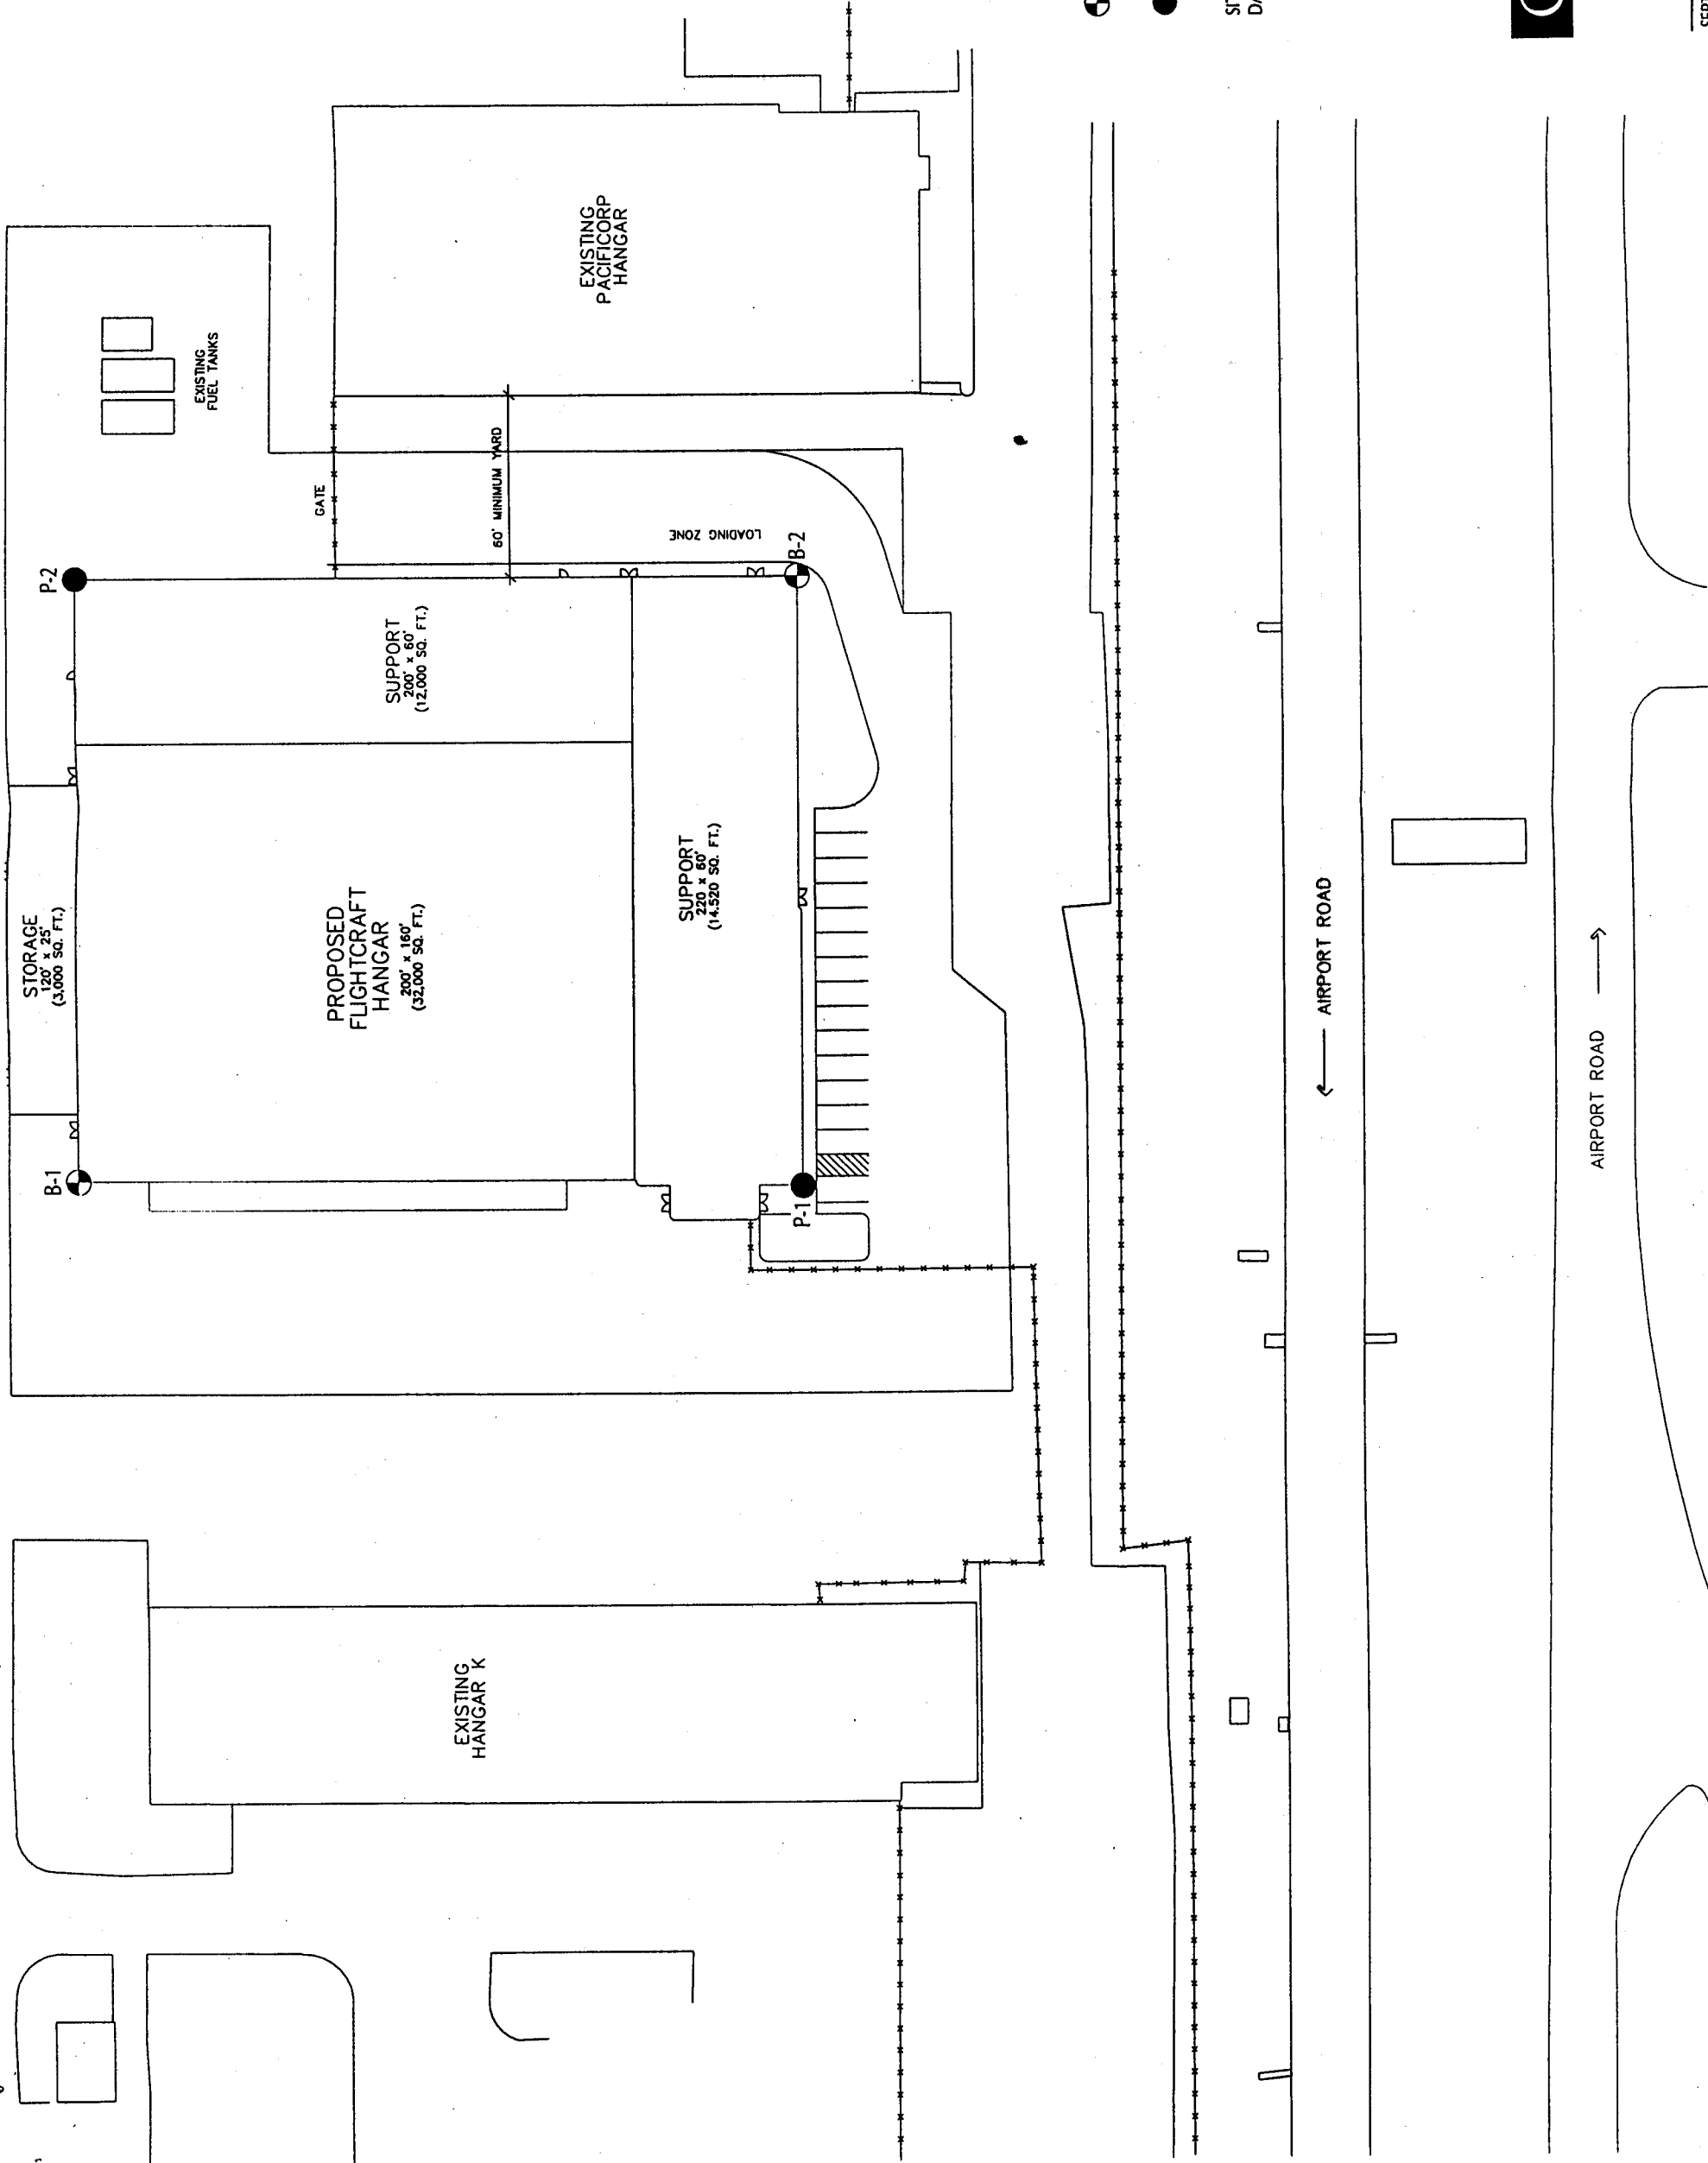 STORAGE
120' x 25'
(3,000 SQ. FT.)
B-1
P-2
PROPOSED
FLIGHTCRAFT
HANGAR
200' x 160'
(32,000 SQ. FT.)
SUPPORT
200' x 60'
(12,000 SQ. FT.)
SUPPORT
220 x 60'
(14.520 SQ. FT.)
P-1
B-2
LOADING ZONE
GATE
60' MINIMUM YARD
EXISTING
FUEL TANKS
EXISTING
PACIFICORP
HANGAR
EXISTING
HANGAR K
AIRPORT ROAD
AIRPORT ROAD